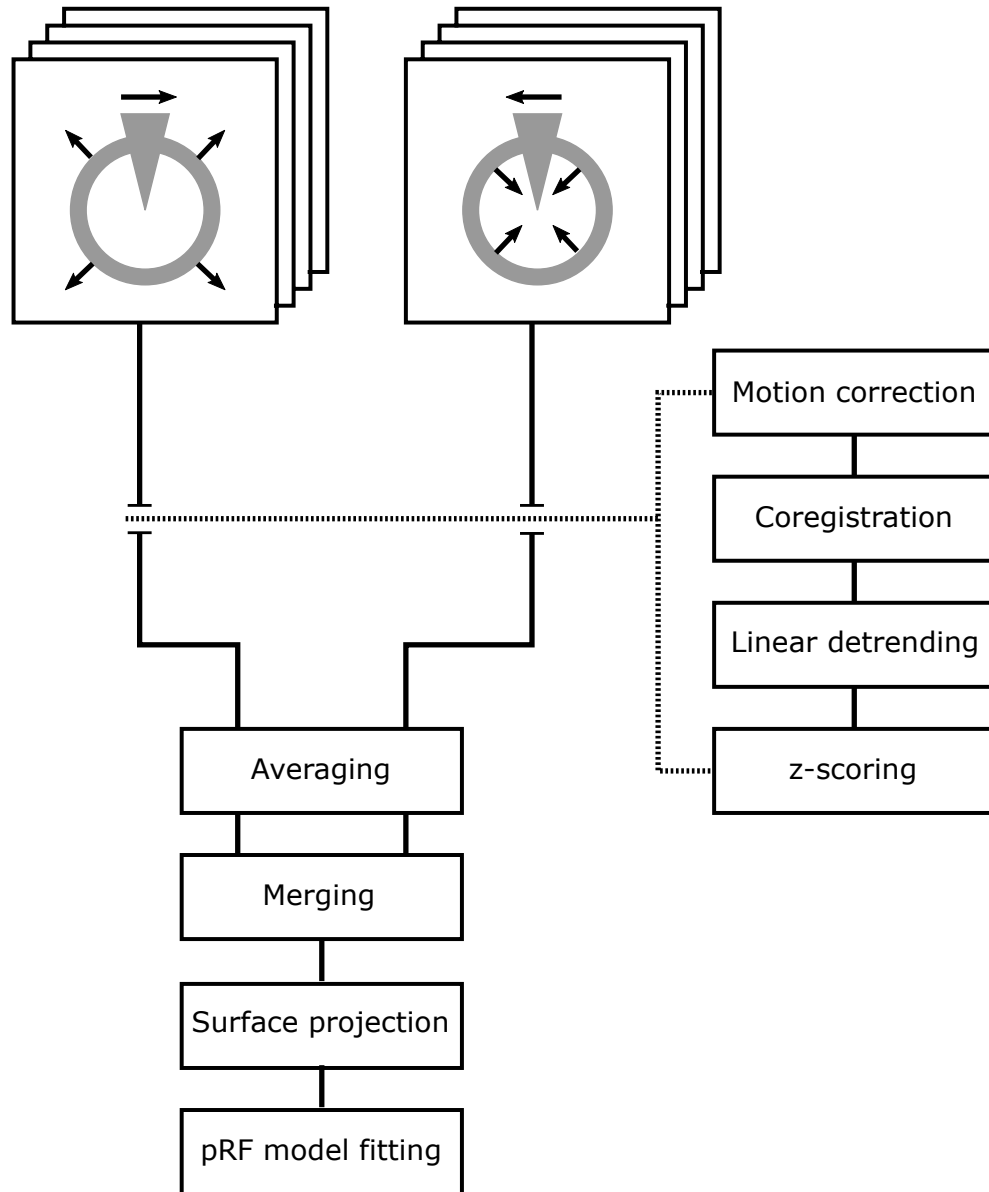 Motion correction
Coregistration
Linear detrending
z-scoring
Averaging
Merging
Surface projection
pRF model fitting